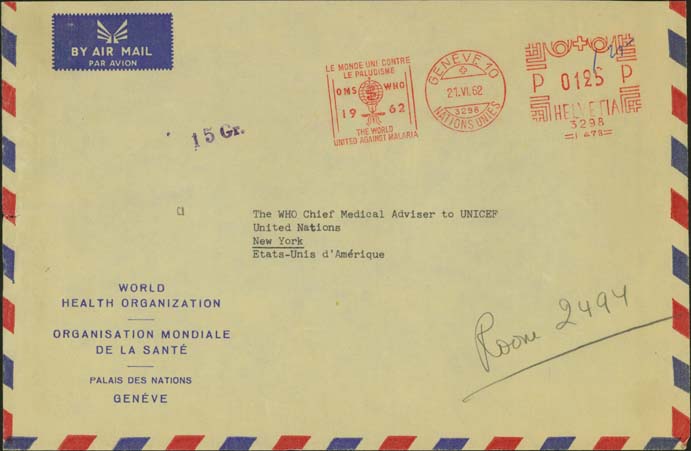 BY AIR MAIL
PAR AVION
15 Gr.
LE MONDE UNI CONTRE
LE PALUDISME
OMS WHO
1962
THE WORLD
UNITED AGAINST MALARIA
GENÈVE 10
21.VI.62
3298
NATIONS UNIES
P 0125 P
HELVETIA
3298
The WHO Chief Medical Adviser to UNICEF
United Nations
New York
Etats-Unis d'Amérique
WORLD
HEALTH ORGANIZATION
ORGANISATION MONDIALE
DE LA SANTÉ
PALAIS DES NATIONS
GENÈVE
Room 2494